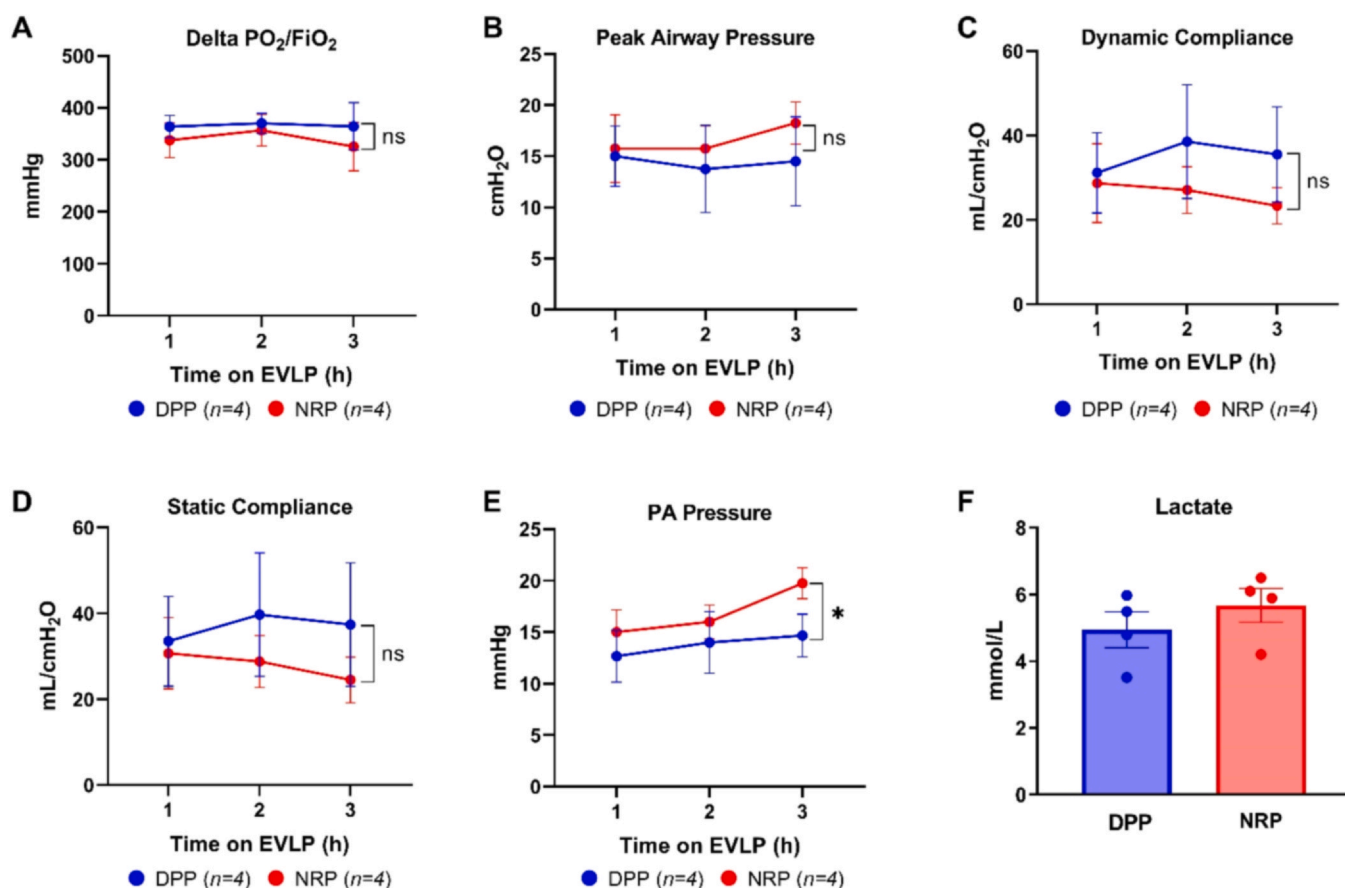 A
Delta PO₂/FiO₂
500
400
300
200
100
0
mmHg
ns
1 2 3
Time on EVLP (h)
DPP (n=4) NRP (n=4)
B
Peak Airway Pressure
25
20
15
10
5
0
cmH₂O
ns
1 2 3
Time on EVLP (h)
DPP (n=4) NRP (n=4)
C
Dynamic Compliance
60
40
20
0
mL/cmH₂O
ns
1 2 3
Time on EVLP (h)
DPP (n=4) NRP (n=4)
D
Static Compliance
60
40
20
0
mL/cmH₂O
ns
1 2 3
Time on EVLP (h)
DPP (n=4) NRP (n=4)
E
PA Pressure
25
20
15
10
5
0
mmHg
*
1 2 3
Time on EVLP (h)
DPP (n=4) NRP (n=4)
F
Lactate
8
6
4
2
0
mmol/L
DPP NRP